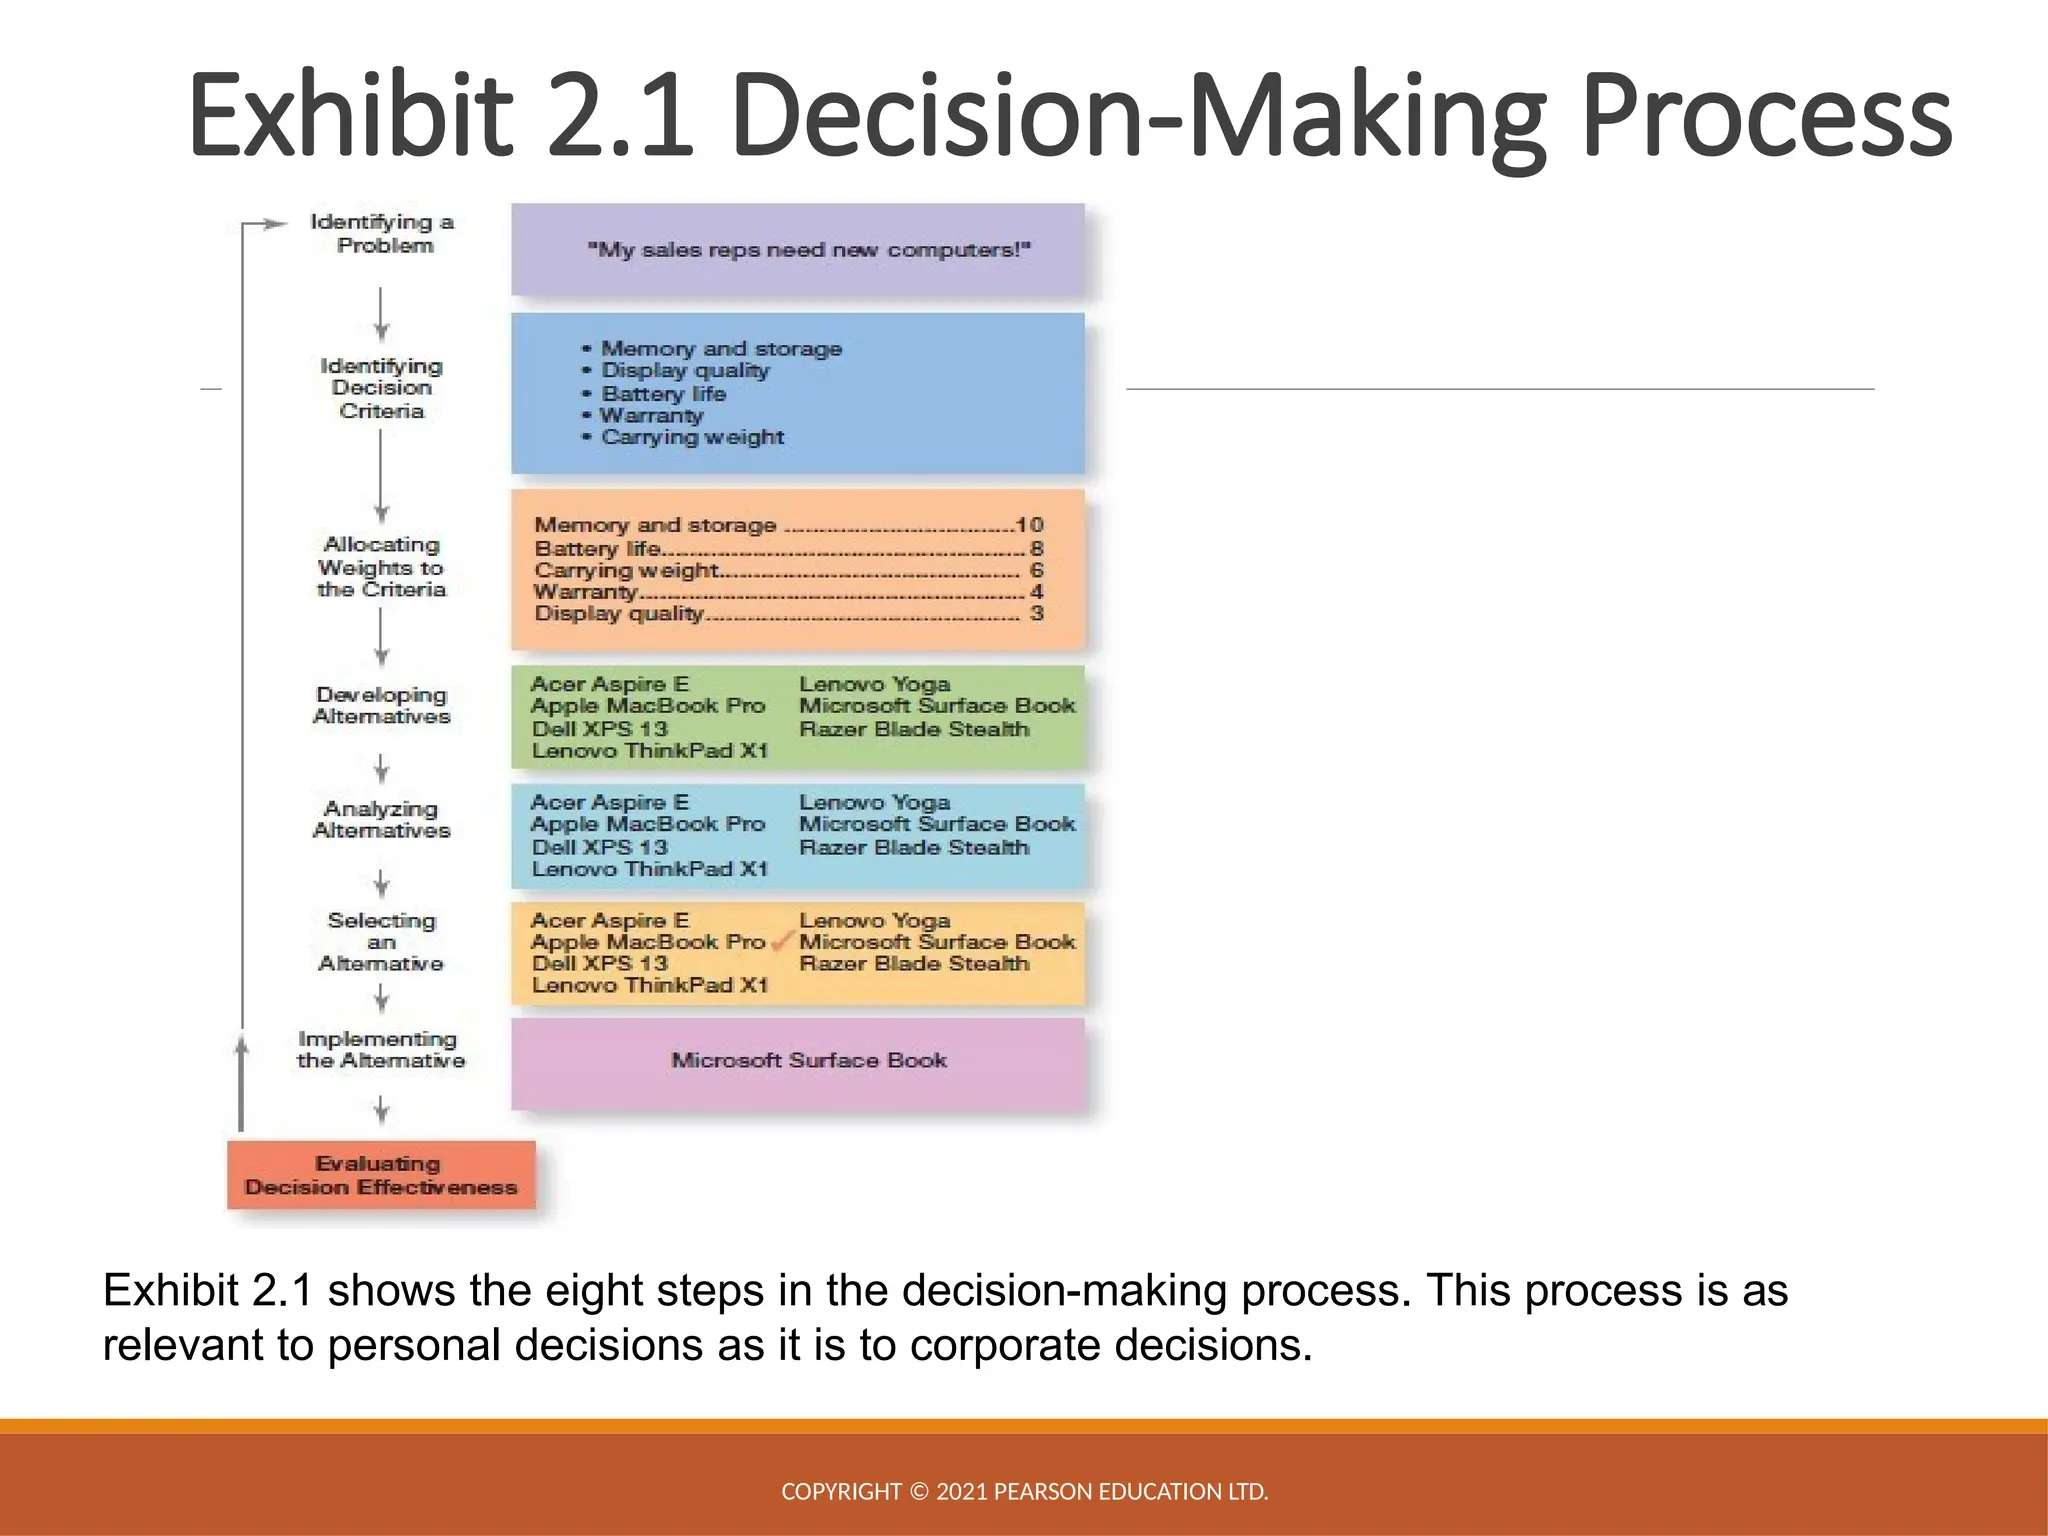 Exhibit 2.1 Decision-Making Process
Identifying a
Problem
"My sales reps need new computers!"
Identifying
Decision
Criteria
• Memory and storage
• Display quality
• Battery life
• Warranty
• Carrying weight
Allocating
Weights to
the Criteria
Memory and storage ....................................10
Battery life........................................................ 8
Carrying weight.............................................. 6
Warranty........................................................... 4
Display quality................................................ 3
Developing
Alternatives
Acer Aspire E
Apple MacBook Pro
Dell XPS 13
Lenovo ThinkPad X1
Lenovo Yoga
Microsoft Surface Book
Razer Blade Stealth
Analyzing
Alternatives
Acer Aspire E
Apple MacBook Pro
Dell XPS 13
Lenovo ThinkPad X1
Lenovo Yoga
Microsoft Surface Book
Razer Blade Stealth
Selecting
an
Alternative
Acer Aspire E
Apple MacBook Pro
Dell XPS 13
Lenovo ThinkPad X1
Lenovo Yoga
✓ Microsoft Surface Book
Razer Blade Stealth
Implementing
the Alternative
Microsoft Surface Book
Evaluating
Decision Effectiveness
Exhibit 2.1 shows the eight steps in the decision-making process. This process is as
relevant to personal decisions as it is to corporate decisions.
COPYRIGHT © 2021 PEARSON EDUCATION LTD.